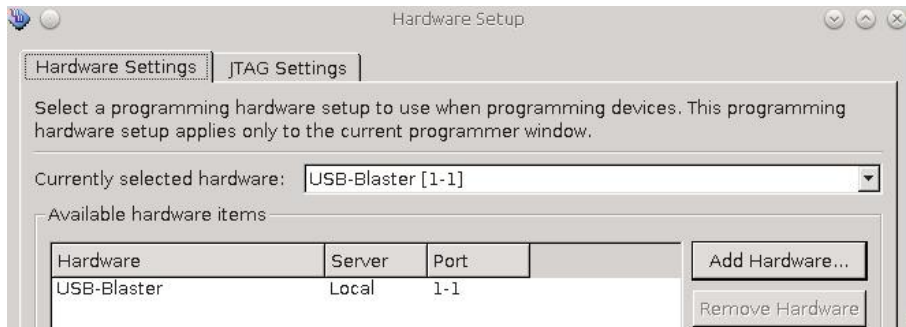 Hardware Setup
Hardware Settings JTAG Settings
Select a programming hardware setup to use when programming devices. This programming
hardware setup applies only to the current programmer window.
Currently selected hardware: USB-Blaster [1-1]
Available hardware items
Hardware Server Port Add Hardware...
USB-Blaster Local 1-1
Remove Hardware